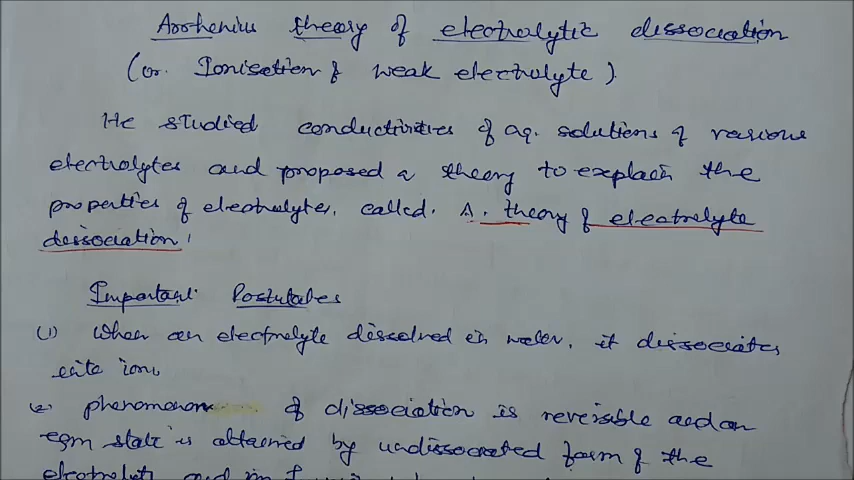 Arrhenius theory of electrolytic dissociation
(or Ionisation of weak electrolyte)
He studied conductivities of aq. solutions of various
electrolytes and proposed a theory to explain the
properties of electrolytes, called. A. theory of electrolyte
dissociation.
Important Postulates
(1) When an electrolyte dissolved in water, it dissociates
into ions
(2) phenomenon of dissociation is reversible and an
eqm state is attained by undissociated form of the
electrolyte and